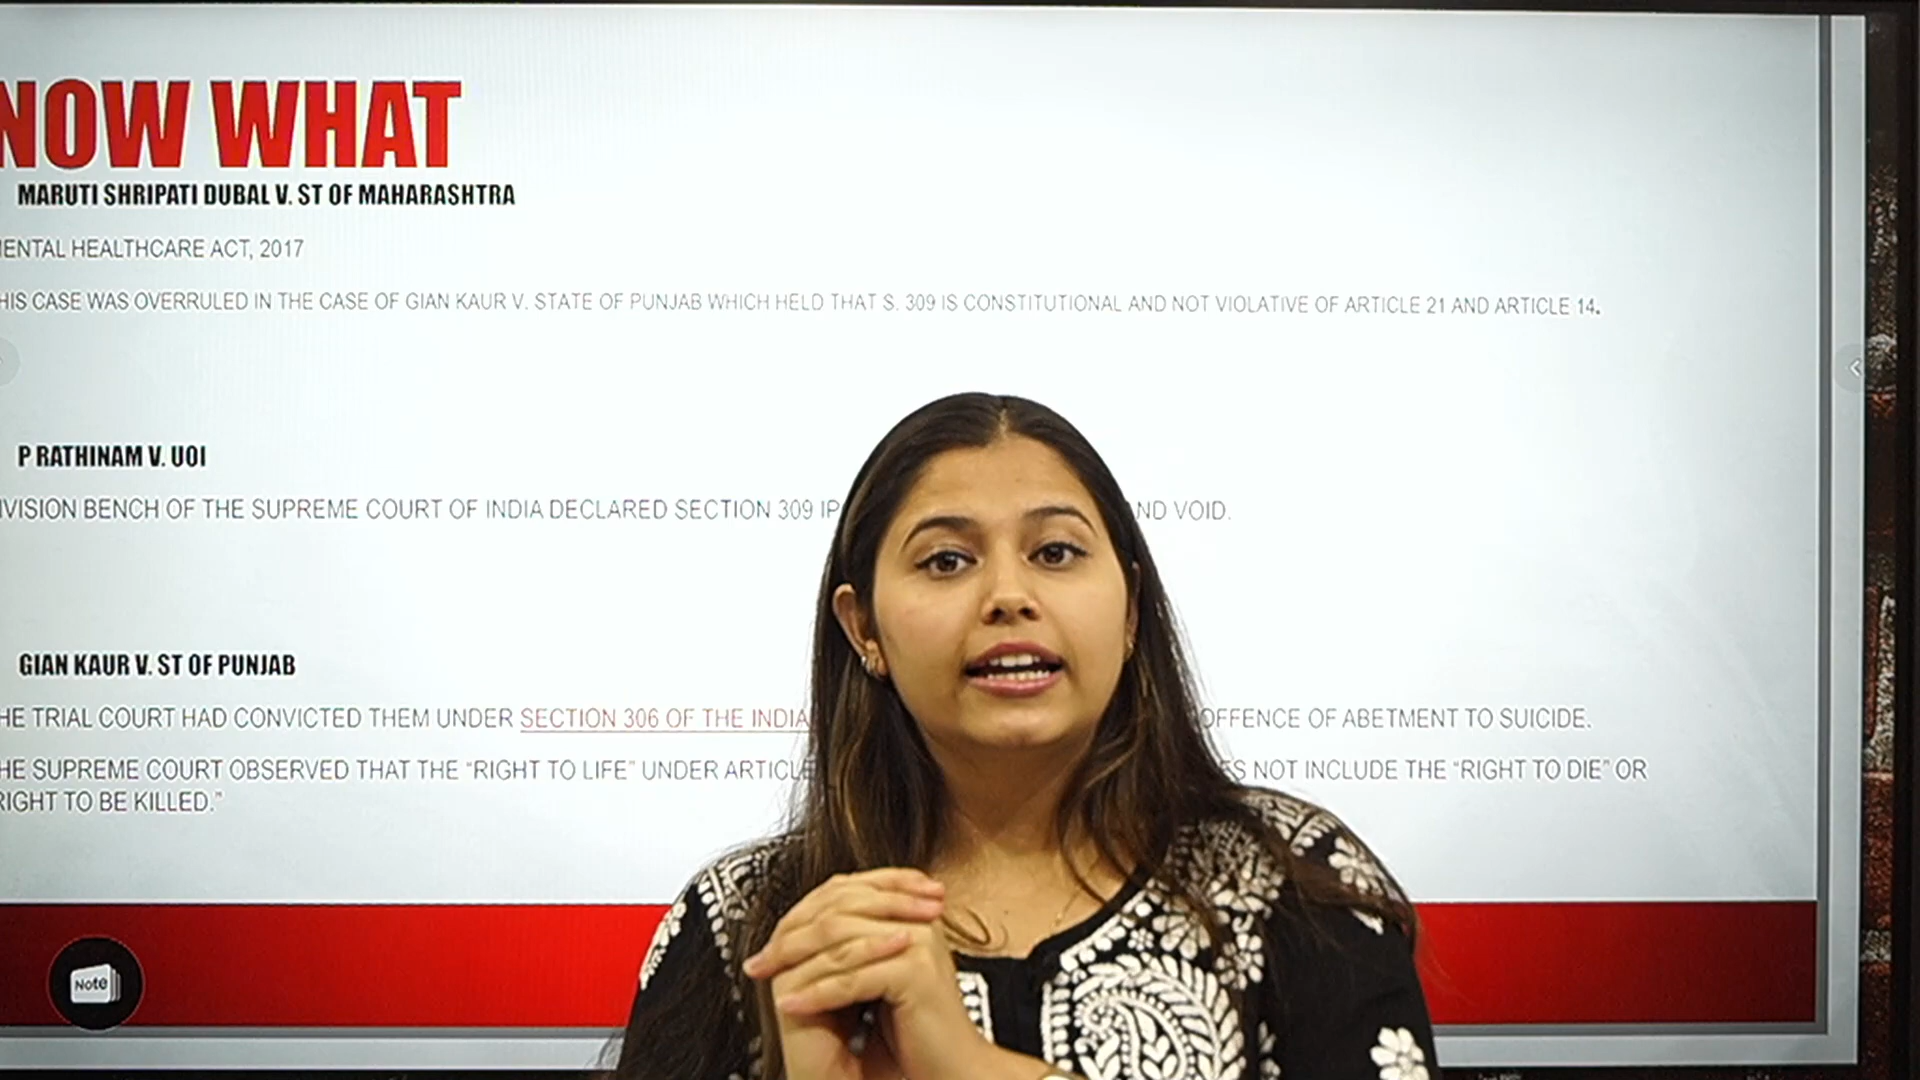 NOW WHAT
MARUTI SHRIPATI DUBAL V. ST OF MAHARASHTRA
ENTAL HEALTHCARE ACT, 2017
HIS CASE WAS OVERRULED IN THE CASE OF GIAN KAUR V. STATE OF PUNJAB WHICH HELD THAT S. 309 IS CONSTITUTIONAL AND NOT VIOLATIVE OF ARTICLE 21 AND ARTICLE 14.
P RATHINAM V. UOI
IVISION BENCH OF THE SUPREME COURT OF INDIA DECLARED SECTION 309 IP ND VOID.
GIAN KAUR V. ST OF PUNJAB
HE TRIAL COURT HAD CONVICTED THEM UNDER SECTION 306 OF THE INDIA OFFENCE OF ABETMENT TO SUICIDE.
HE SUPREME COURT OBSERVED THAT THE “RIGHT TO LIFE” UNDER ARTICLE S NOT INCLUDE THE “RIGHT TO DIE” OR
RIGHT TO BE KILLED.”
Note